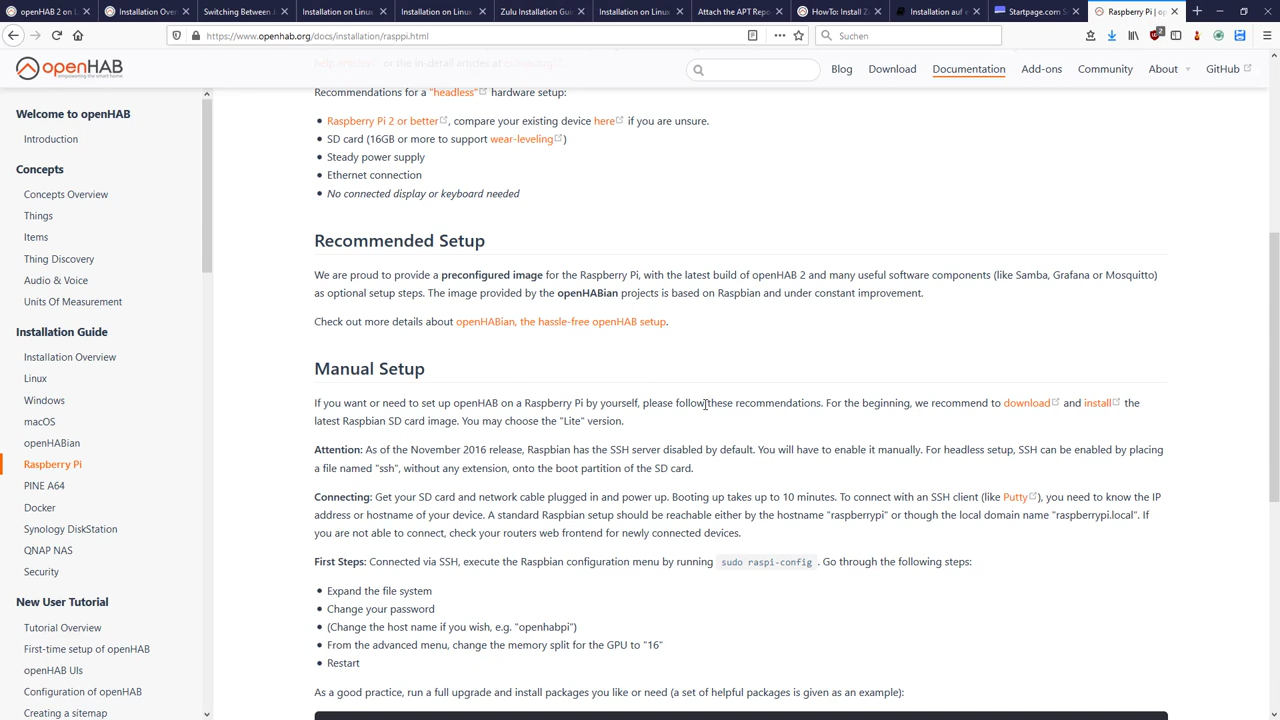 openHAB 2 on L
Installation Over
Switching Between J
Installation on Linux
Installation on Linux
Zulu Installation Guid
Installation on Linux
Attach the APT Repo
HowTo: Install Z
Installation auf e
Startpage.com S
Raspberry Pi | op
https://www.openhab.org/docs/installation/rasppi.html
Suchen
2
openHAB
empowering the smart home
Blog
Download
Documentation
Add-ons
Community
About
GitHub
help articles or the in-detail articles at
Recommendations for a "headless" hardware setup:
Raspberry Pi 2 or better, compare your existing device here if you are unsure.
SD card (16GB or more to support wear-leveling)
Steady power supply
Ethernet connection
No connected display or keyboard needed
Recommended Setup
We are proud to provide a preconfigured image for the Raspberry Pi, with the latest build of openHAB 2 and many useful software components (like Samba, Grafana or Mosquitto)
as optional setup steps. The image provided by the openHABian projects is based on Raspbian and under constant improvement.
Check out more details about openHABian, the hassle-free openHAB setup.
Manual Setup
If you want or need to set up openHAB on a Raspberry Pi by yourself, please follow these recommendations. For the beginning, we recommend to download and install the
latest Raspbian SD card image. You may choose the "Lite" version.
Attention: As of the November 2016 release, Raspbian has the SSH server disabled by default. You will have to enable it manually. For headless setup, SSH can be enabled by placing
a file named "ssh", without any extension, onto the boot partition of the SD card.
Connecting: Get your SD card and network cable plugged in and power up. Booting up takes up to 10 minutes. To connect with an SSH client (like Putty), you need to know the IP
address or hostname of your device. A standard Raspbian setup should be reachable either by the hostname "raspberrypi" or though the local domain name "raspberrypi.local". If
you are not able to connect, check your routers web frontend for newly connected devices.
First Steps: Connected via SSH, execute the Raspbian configuration menu by running sudo raspi-config. Go through the following steps:
Expand the file system
Change your password
(Change the host name if you wish, e.g. "openhabpi")
From the advanced menu, change the memory split for the GPU to "16"
Restart
As a good practice, run a full upgrade and install packages you like or need (a set of helpful packages is given as an example):
Welcome to openHAB
Introduction
Concepts
Concepts Overview
Things
Items
Thing Discovery
Audio & Voice
Units Of Measurement
Installation Guide
Installation Overview
Linux
Windows
macOS
openHABian
Raspberry Pi
PINE A64
Docker
Synology DiskStation
QNAP NAS
Security
New User Tutorial
Tutorial Overview
First-time setup of openHAB
openHAB UIs
Configuration of openHAB
Creating a sitemap